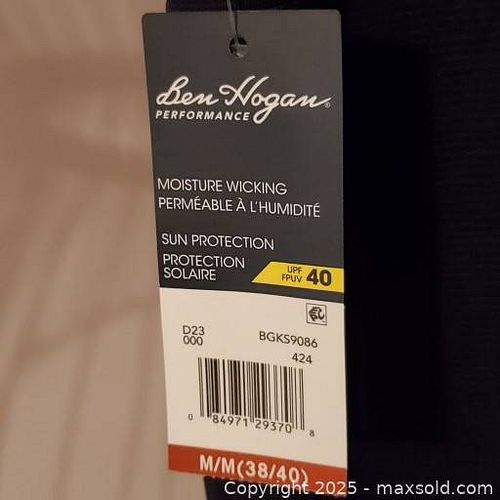 Ben Hogan®
PERFORMANCE
MOISTURE WICKING
PERMÉABLE À L'HUMIDITÉ
SUN PROTECTION
PROTECTION
SOLAIRE
UPF
FPUV 40
D23
000
BGKS9086
424
0 84971 29370 8
M/M(38/40)
Copyright 2025 - maxsold.com